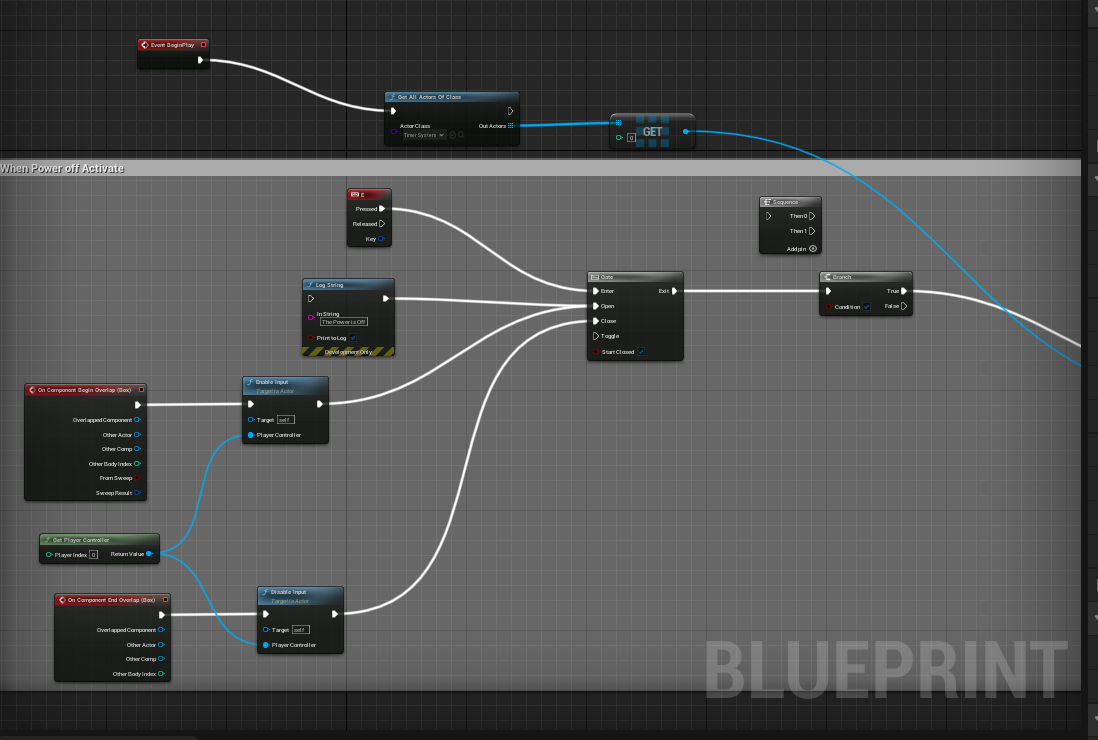 Event BeginPlay
Get All Actors Of Class
Actor Class
Timer System
Out Actors
0
GET
When Power off Activate
E
Pressed
Released
Key
Sequence
Then 0
Then 1
Add pin
Log String
In String
The Power is Off
Print to Log
Development Only
Gate
Enter
Exit
Open
Close
Toggle
Start Closed
Branch
True
Condition
False
On Component Begin Overlap (Box)
Overlapped Component
Other Actor
Other Comp
Other Body Index
From Sweep
Sweep Result
Enable Input
Target is Actor
Target self
Player Controller
Get Player Controller
Player Index 0
Return Value
On Component End Overlap (Box)
Overlapped Component
Other Actor
Other Comp
Other Body Index
Disable Input
Target is Actor
Target self
Player Controller
BLUEPRINT